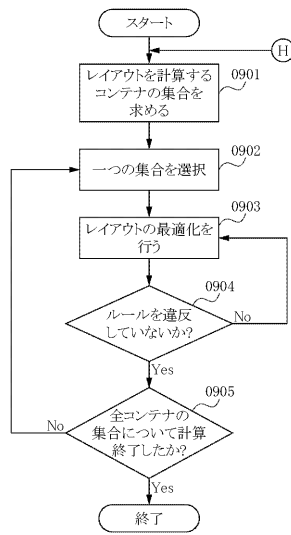 スタート
H
レイアウトを計算する
コンテナの集合を
求める
0901
0902
一つの集合を選択
0903
レイアウトの最適化を
行う
0904
ルールを違反
していないか?
No
Yes
0905
全コンテナの
集合について計算
終了したか?
No
Yes
終了